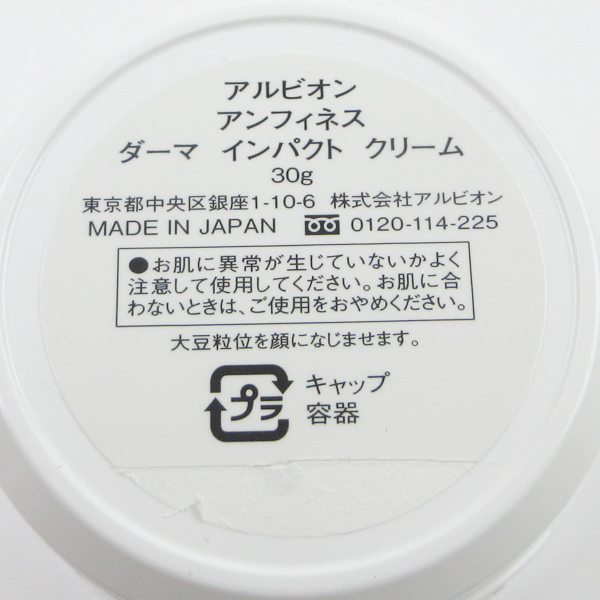 アルビオン
アンフィネス
ダーマ インパクト クリーム
30g
東京都中央区銀座1-10-6 株式会社アルビオン
MADE IN JAPAN 0120-114-225
●お肌に異常が生じていないかよく
注意して使用してください。お肌に合
わないときは、ご使用をおやめください。
大豆粒位を顔になじませます。
プラ キャップ
容器